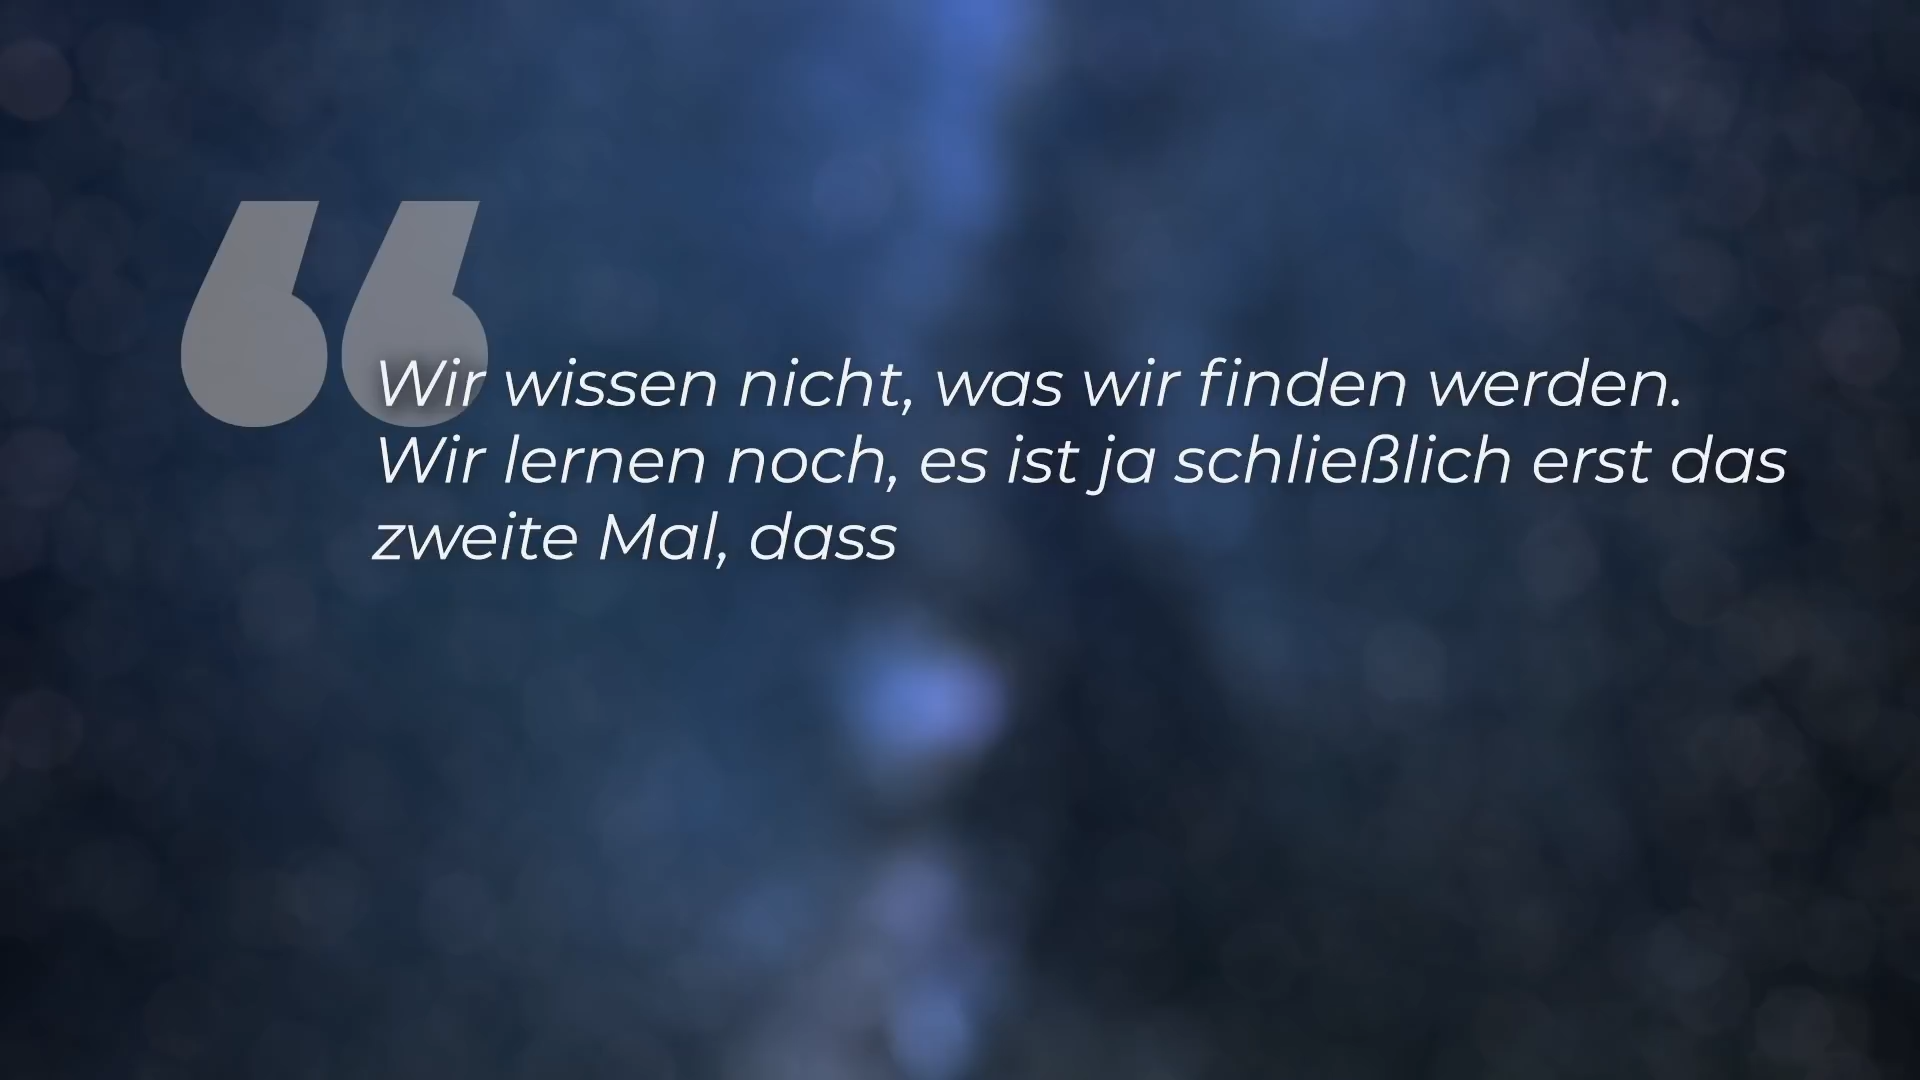 Wir wissen nicht, was wir finden werden.
Wir lernen noch, es ist ja schließlich erst das
zweite Mal, dass